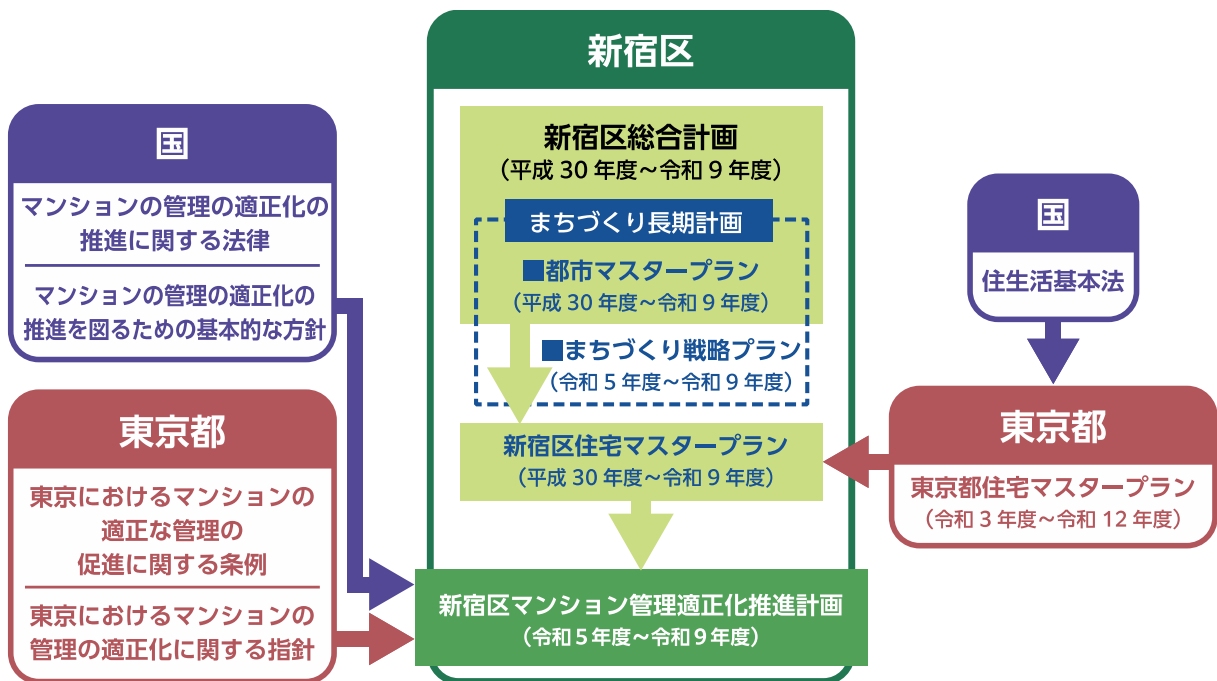 国
マンションの管理の適正化の
推進に関する法律
マンションの管理の適正化の
推進を図るための基本的な方針
東京都
東京におけるマンションの
適正な管理の
促進に関する条例
東京におけるマンションの
管理の適正化に関する指針
新宿区
新宿区総合計画
（平成 30 年度～令和 9 年度）
まちづくり長期計画
■都市マスタープラン
（平成 30 年度～令和 9 年度）
■まちづくり戦略プラン
（令和 5 年度～令和 9 年度）
新宿区住宅マスタープラン
（平成 30 年度～令和 9 年度）
新宿区マンション管理適正化推進計画
（令和５年度～令和９年度）
国
住生活基本法
東京都
東京都住宅マスタープラン
（令和 3 年度～令和 12 年度）